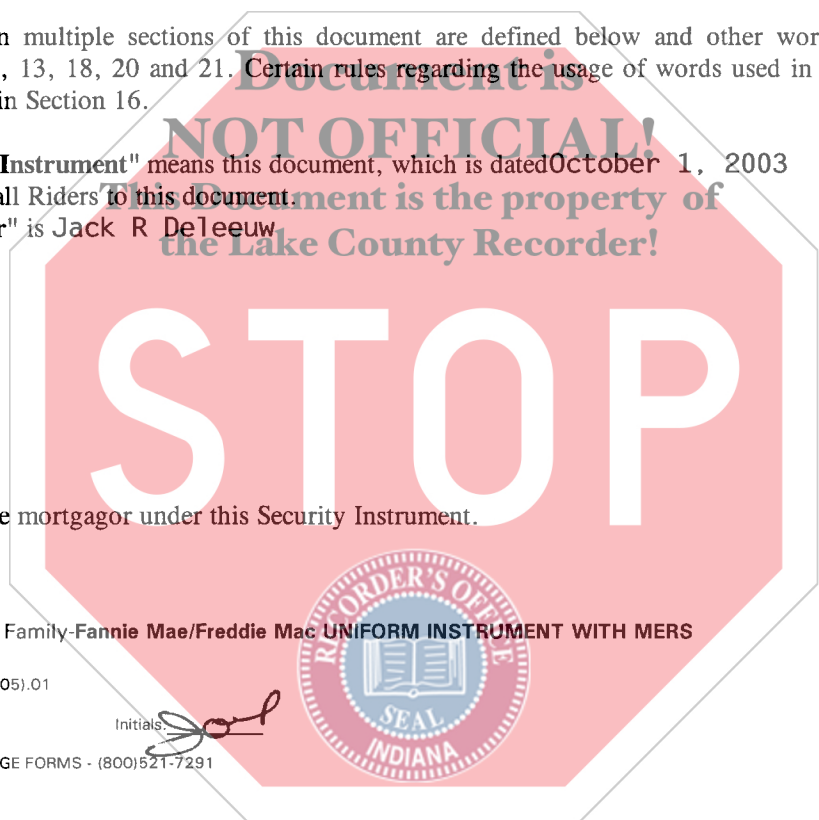 n multiple sections of this document are defined below and other wor
, 13, 18, 20 and 21. Certain rules regarding the usage of words used in
in Section 16.
Document is
NOT OFFICIAL!
This Document is the property of
the Lake County Recorder!
Instrument" means this document, which is dated October 1, 2003
all Riders to this document.
r" is Jack R Deleeuw
STOP
e mortgagor under this Security Instrument.
RECORDER'S OFFICE
SEAL
INDIANA
Family-Fannie Mae/Freddie Mac UNIFORM INSTRUMENT WITH MERS
05).01
Initials:
GE FORMS - (800)521-7291